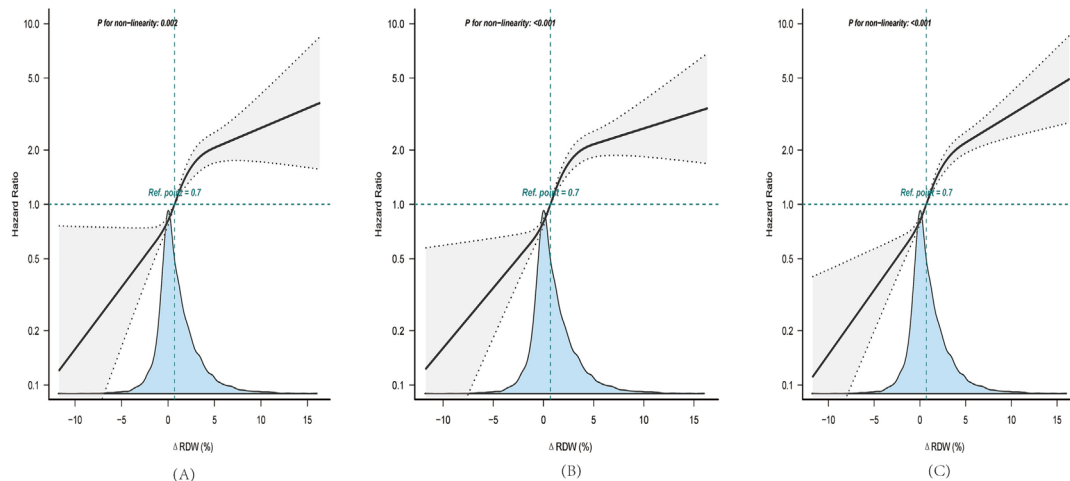 P for non-linearity: 0.002
10.0
5.0
2.0
1.0
0.5
0.2
0.1
Hazard Ratio
Ref. point = 0.7
−10 −5 0 5 10 15
Δ RDW (%)
(A)
P for non-linearity: <0.001
10.0
5.0
2.0
1.0
0.5
0.2
0.1
Hazard Ratio
Ref. point = 0.7
−10 −5 0 5 10 15
Δ RDW (%)
(B)
P for non-linearity: <0.001
10.0
5.0
2.0
1.0
0.5
0.2
0.1
Hazard Ratio
Ref. point = 0.7
−10 −5 0 5 10 15
Δ RDW (%)
(C)